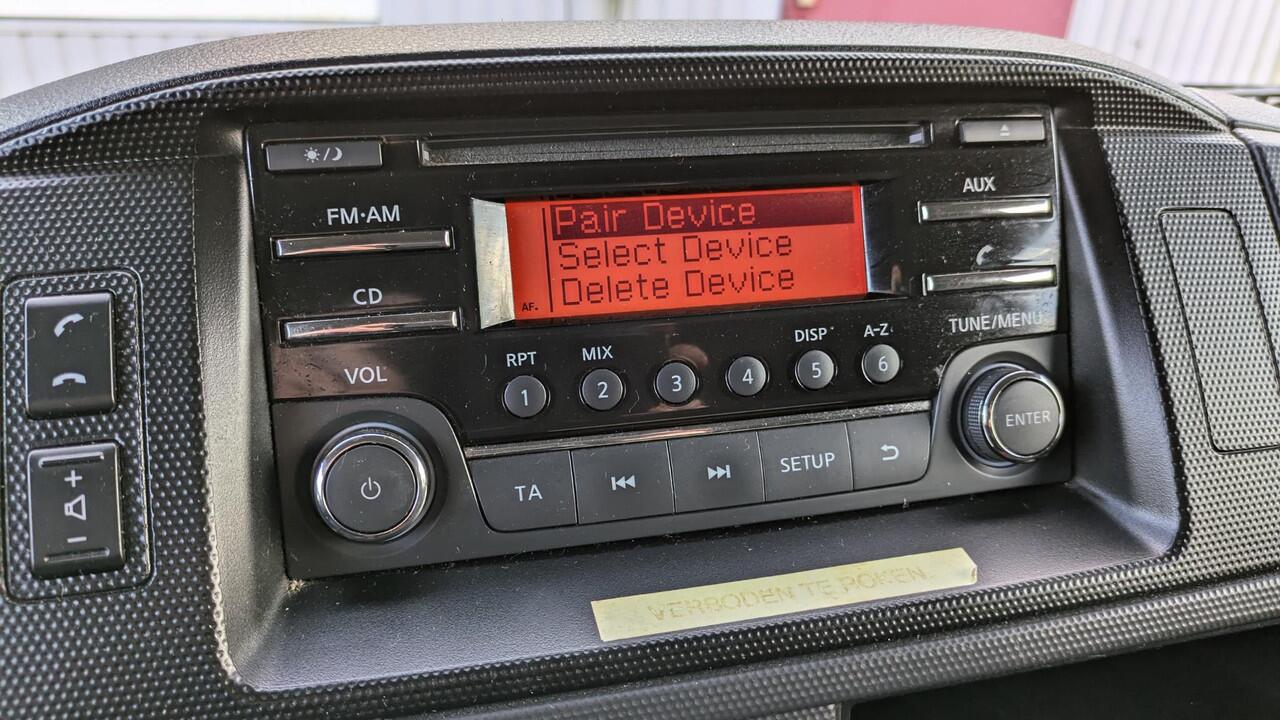 FM·AM
CD
VOL
AUX
TUNE/MENU
Pair Device
Select Device
Delete Device
AF.
RPT
MIX
DISP
A-Z
1
2
3
4
5
6
TA
SETUP
ENTER
VERBODEN TE ROKEN